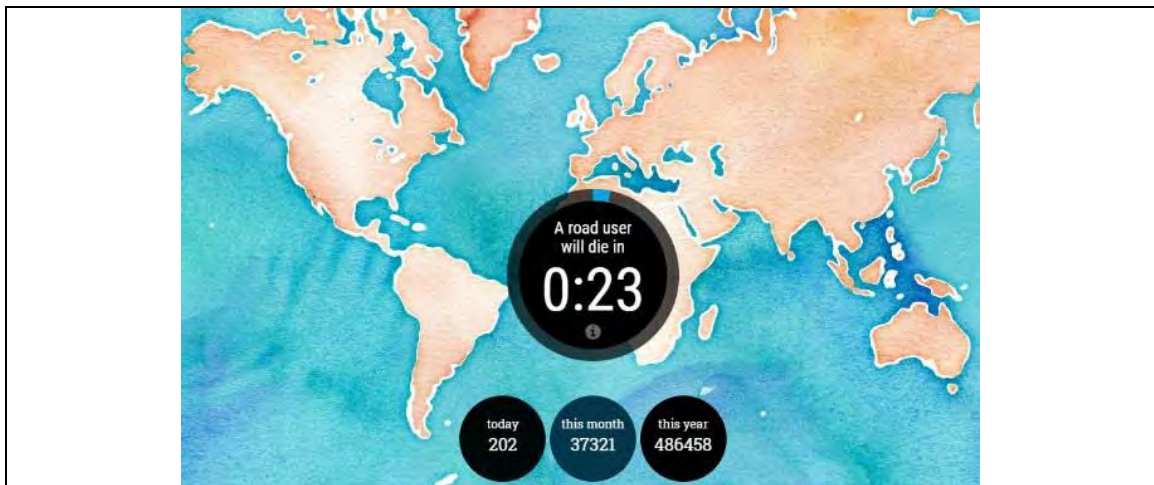 A road user
will die in
0:23
today
202
this month
37321
this year
486458